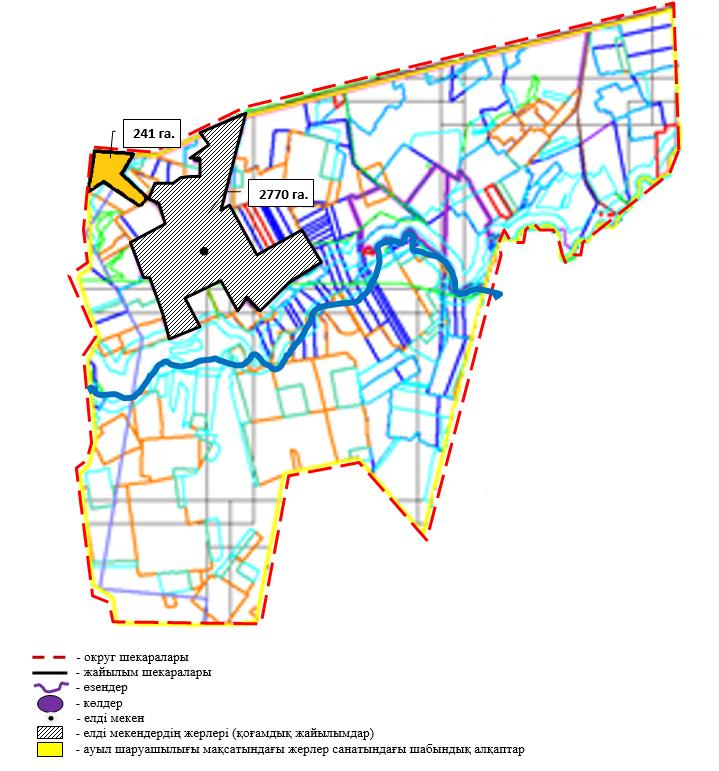 241 га.
2770 га.
- округ шекаралары
- жайылым шекаралары
- өзендер
- көлдер
- елді мекен
- елді мекендердің жерлері (қоғамдық жайылымдар)
- ауыл шаруашылығы мақсатындағы жерлер санатындағы шабындық алқаптар